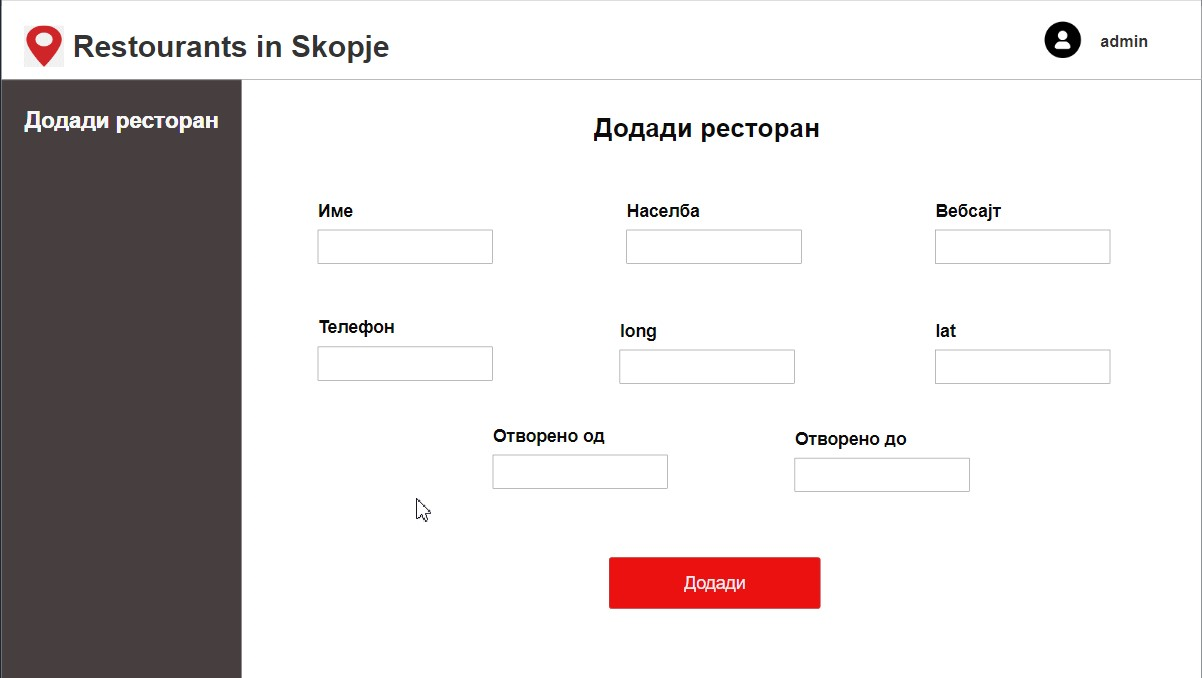 Restourants in Skopje
admin
Додади ресторан
Додади ресторан
Име
Населба
Вебсајт
Телефон
long
lat
Отворено од
Отворено до
Додади